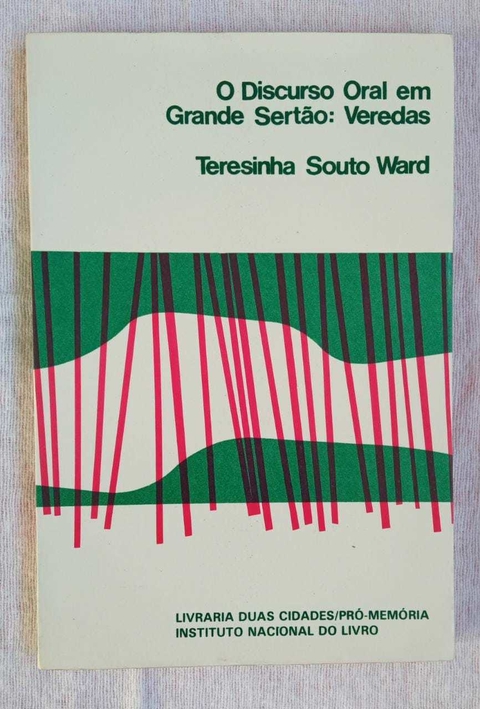 O Discurso Oral em
Grande Sertão: Veredas
Teresinha Souto Ward
LIVRARIA DUAS CIDADES/PRÓ-MEMÓRIA
INSTITUTO NACIONAL DO LIVRO